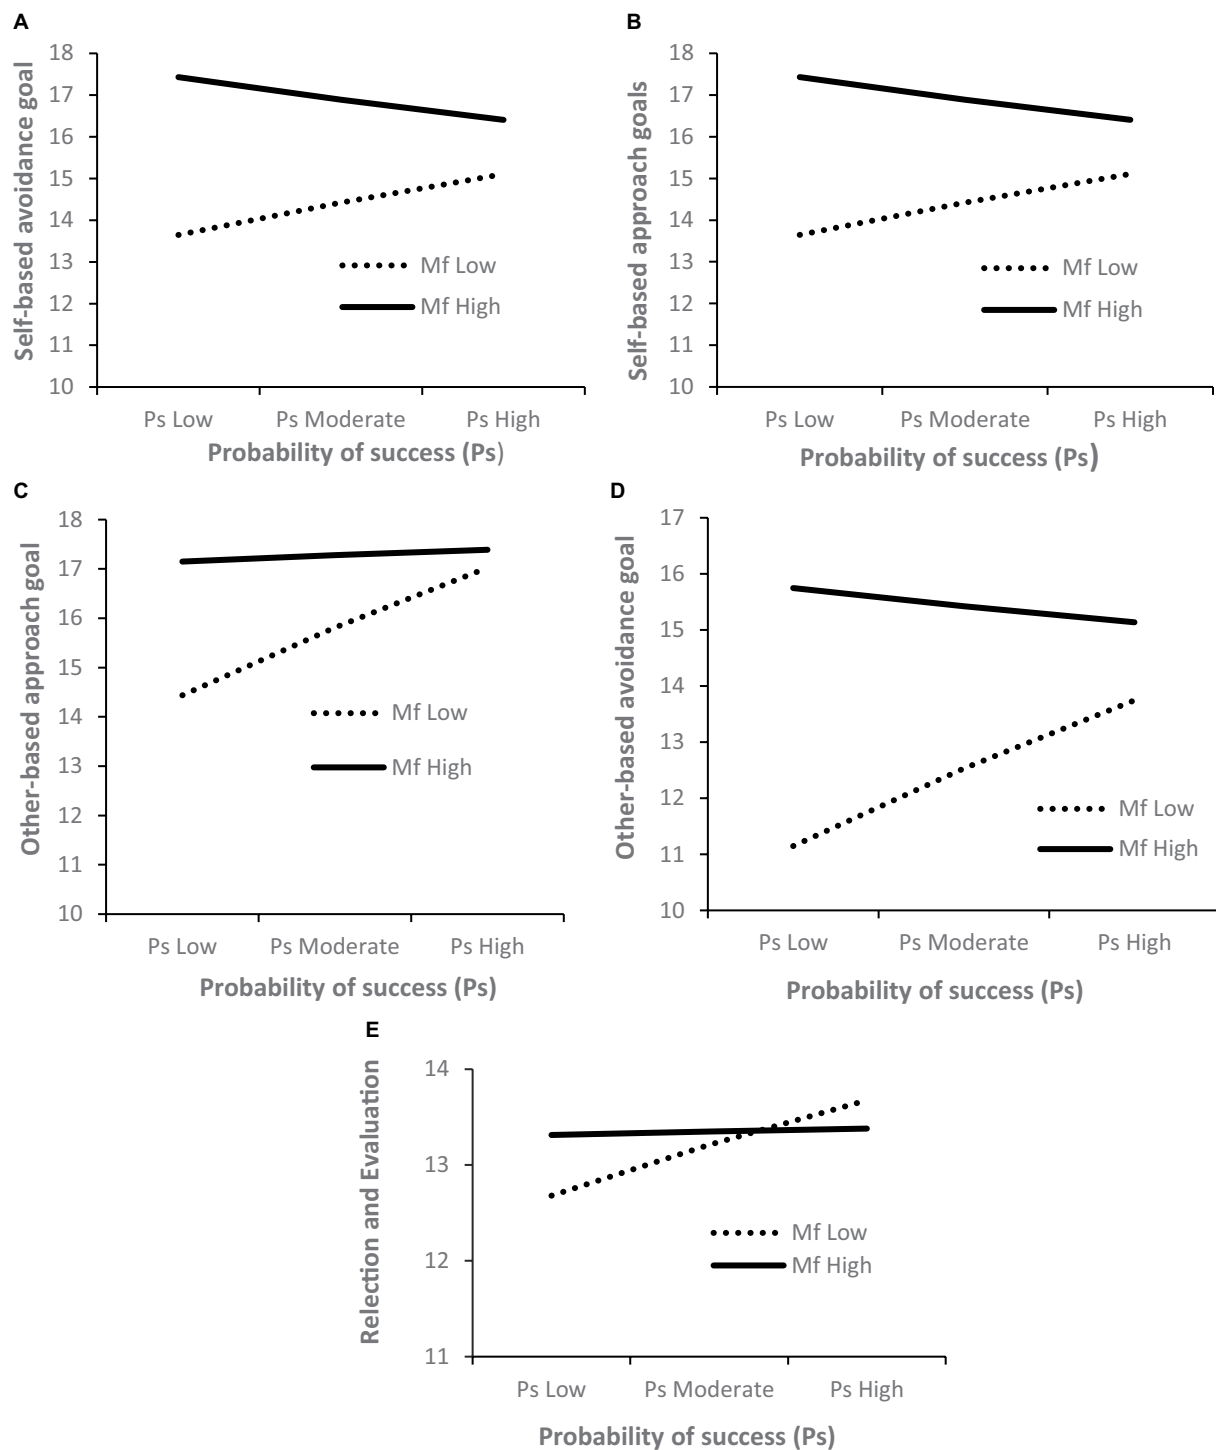 A
Self-based avoidance goal
18
17
16
15
14
13
12
11
10
Mf Low
Mf High
Ps Low Ps Moderate Ps High
Probability of success (Ps)
B
Self-based approach goals
18
17
16
15
14
13
12
11
10
Mf Low
Mf High
Ps Low Ps Moderate Ps High
Probability of success (Ps)
C
Other-based approach goal
18
17
16
15
14
13
12
11
10
Mf Low
Mf High
Ps Low Ps Moderate Ps High
Probability of success (Ps)
D
Other-based avoidance goal
17
16
15
14
13
12
11
10
Mf Low
Mf High
Ps Low Ps Moderate Ps High
Probability of success (Ps)
E
Relection and Evaluation
14
13
12
11
Mf Low
Mf High
Ps Low Ps Moderate Ps High
Probability of success (Ps)